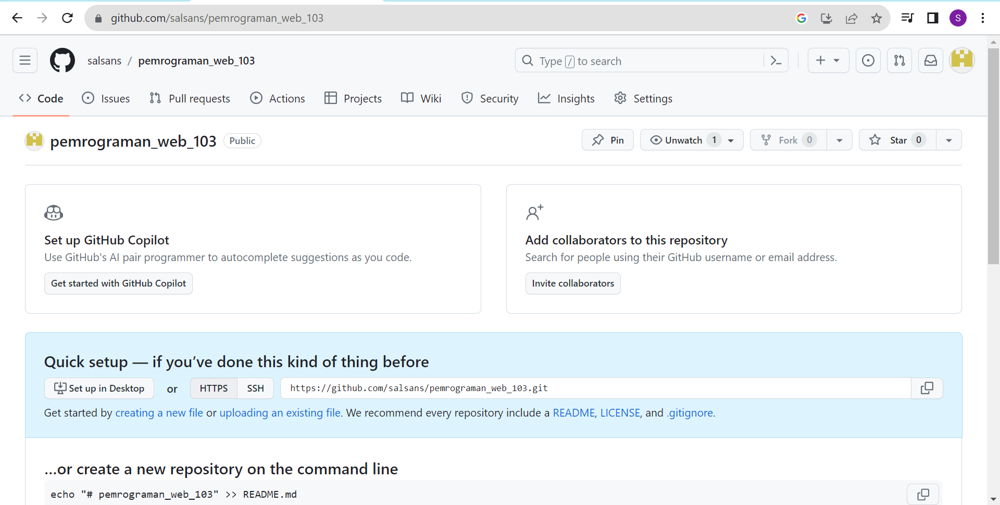 github.com/salsans/pemrograman_web_103
S
salsans / pemrograman_web_103
Type / to search
Code Issues Pull requests Actions Projects Wiki Security Insights Settings
pemrograman_web_103 Public
Pin Unwatch 1 Fork 0 Star 0
Set up GitHub Copilot
Use GitHub's AI pair programmer to autocomplete suggestions as you code.
Get started with GitHub Copilot
Add collaborators to this repository
Search for people using their GitHub username or email address.
Invite collaborators
Quick setup — if you’ve done this kind of thing before
Set up in Desktop or HTTPS SSH https://github.com/salsans/pemrograman_web_103.git
Get started by creating a new file or uploading an existing file. We recommend every repository include a README, LICENSE, and .gitignore.
…or create a new repository on the command line
echo "# pemrograman_web_103" >> README.md